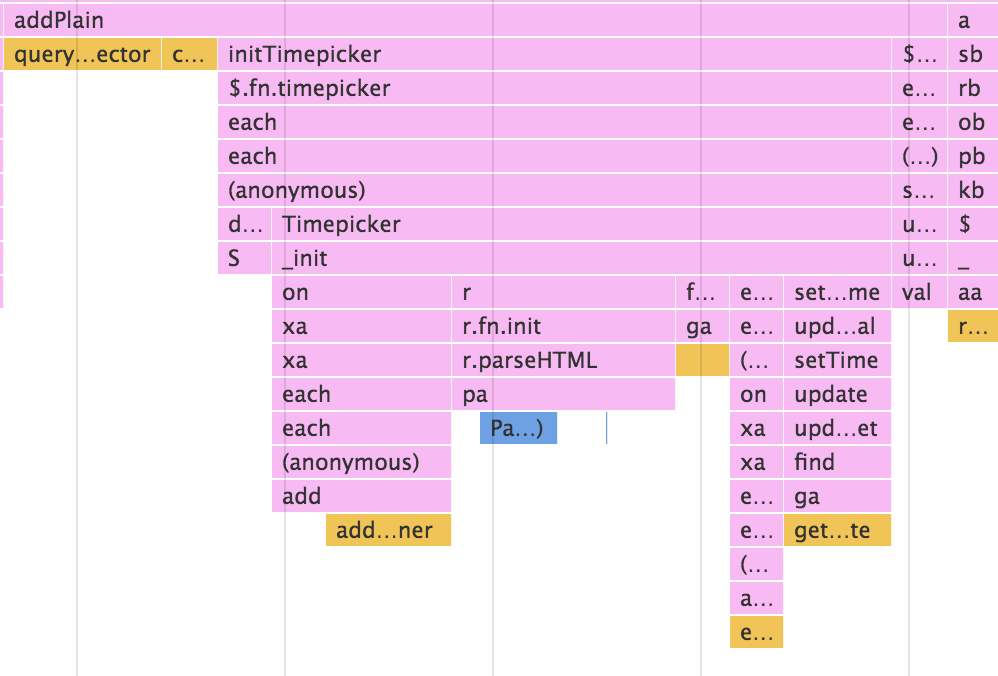 addPlain a
query...ector c... initTimepicker $... sb
$.fn.timepicker e... rb
each e... ob
each (...) pb
(anonymous) s... kb
d... Timepicker u... $
S _init u... _
on r f... e... set...me val aa
xa r.fn.init ga e... upd...al r...
xa r.parseHTML (... setTime
each pa on update
each Pa...) xa upd...et
(anonymous) xa find
add e... ga
add...ner e... get...te
(...
a...
e...